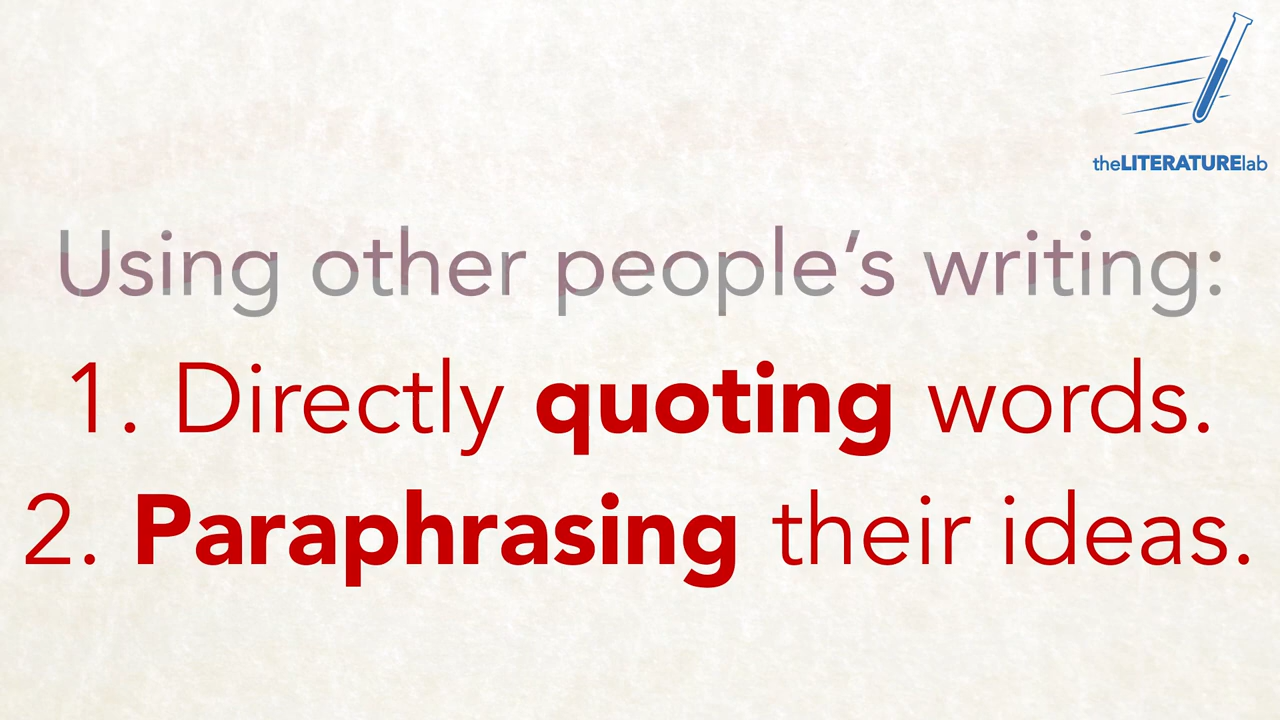 theLITERATURElab
Using other people’s writing:
1. Directly quoting words.
2. Paraphrasing their ideas.